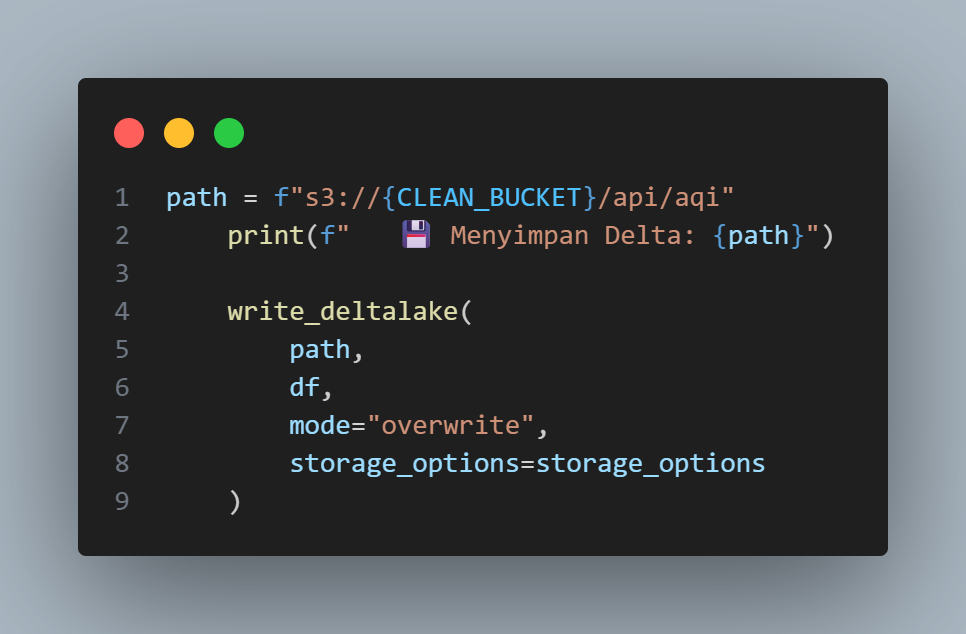 1 path = f"s3://{CLEAN_BUCKET}/api/aqi"
2     print(f"   💾 Menyimpan Delta: {path}")
3
4     write_deltalake(
5         path,
6         df,
7         mode="overwrite",
8         storage_options=storage_options
9     )